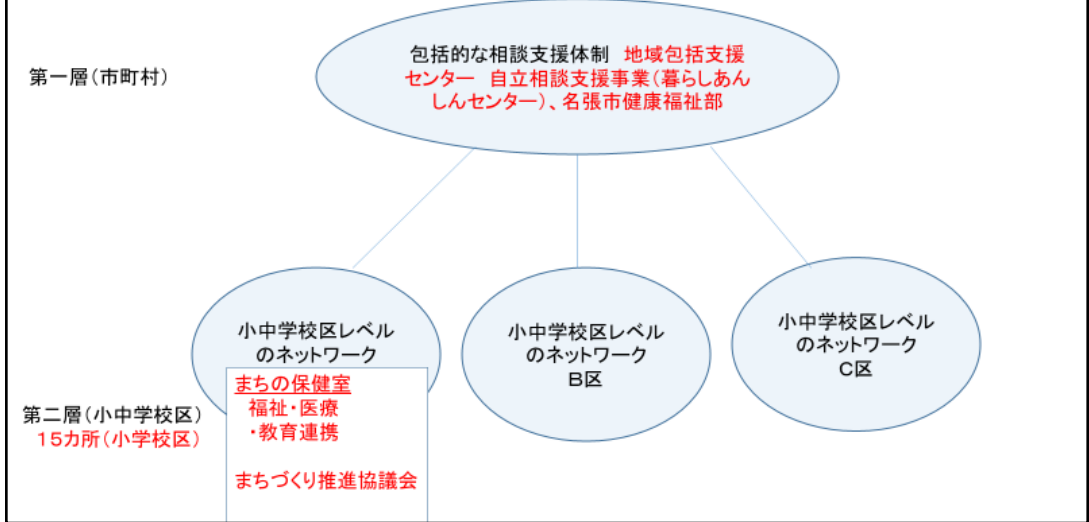 包括的な相談支援体制 地域包括支援
センター 自立相談支援事業(暮らしあん
しんセンター)、名張市健康福祉部
第一層(市町村)
小中学校区レベル
のネットワーク
小中学校区レベル
のネットワーク
B区
小中学校区レベル
のネットワーク
C区
まちの保健室
福祉・医療
・教育連携
まちづくり推進協議会
第二層(小中学校区)
15カ所(小学校区)